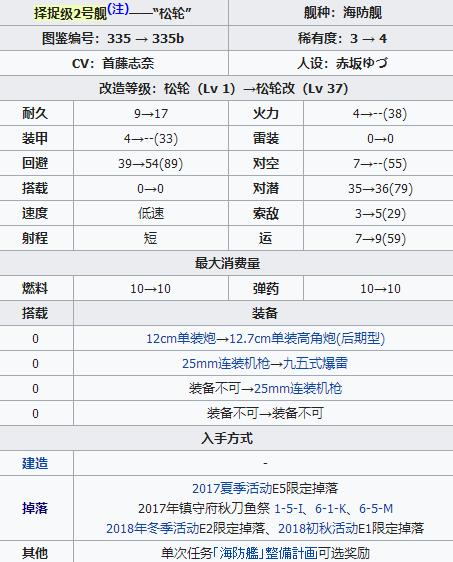 择捉级2号舰(注)——“松轮” 舰种：海防舰
图鉴编号：335 → 335b 稀有度：3 → 4
CV：首藤志奈 人设：赤坂ゆづ
改造等级：松轮（Lv 1）→松轮改（Lv 37）
耐久 9→17 火力 4→--(38)
装甲 4→--(33) 雷装 0→0
回避 39→54(89) 对空 7→--(55)
搭载 0→0 对潜 35→36(79)
速度 低速 索敌 3→5(29)
射程 短 运 7→9(59)
最大消费量
燃料 10→10 弹药 10→10
搭载 装备
0 12cm单装炮→12.7cm单装高角炮(后期型)
0 25mm连装机枪→九五式爆雷
0 装备不可→25mm连装机枪
0 装备不可→装备不可
入手方式
建造 -
2017夏季活动E5限定掉落
掉落 2017年镇守府秋刀鱼祭 1-5-I、6-1-K、6-5-M
2018年冬季活动E2限定掉落、2018初秋活动E1限定掉落
其他 单次任务「海防艦」整備計画可选奖励